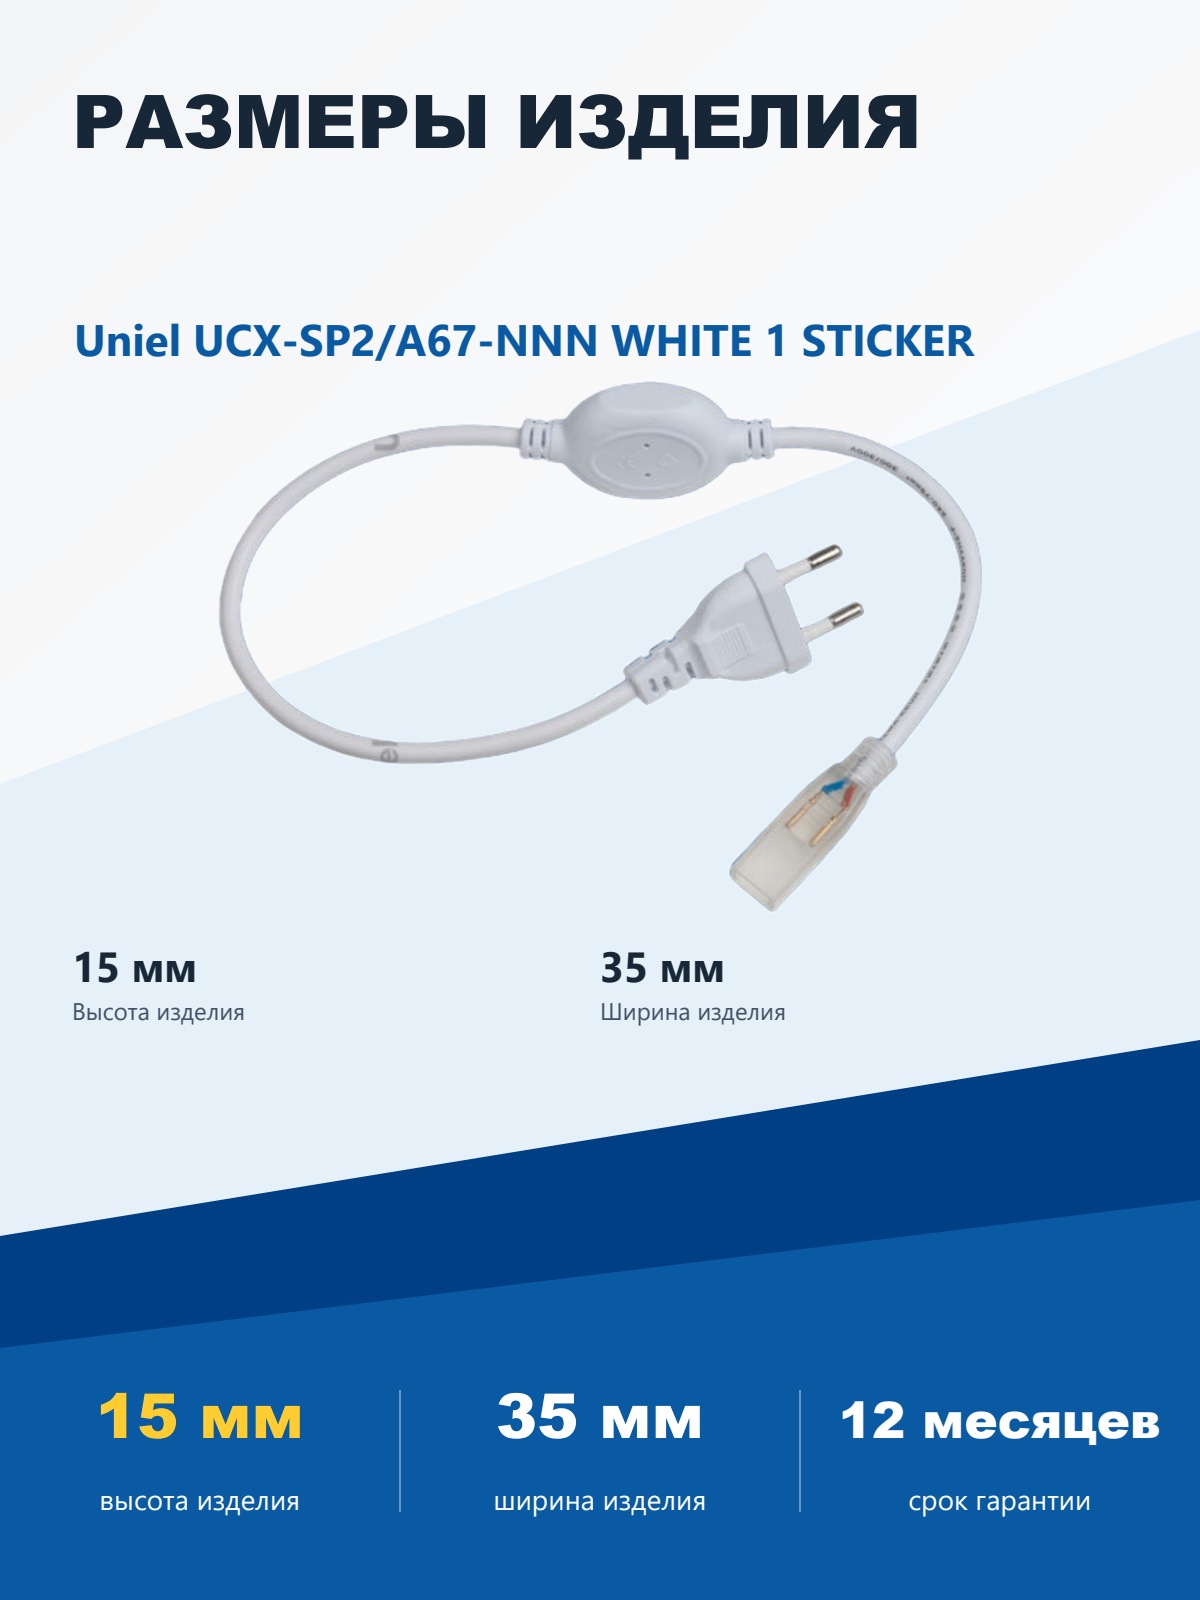 РАЗМЕРЫ ИЗДЕЛИЯ
Uniel UCX-SP2/A67-NNN WHITE 1 STICKER
15 мм
Высота изделия
35 мм
Ширина изделия
15 мм
высота изделия
35 мм
ширина изделия
12 месяцев
срок гарантии